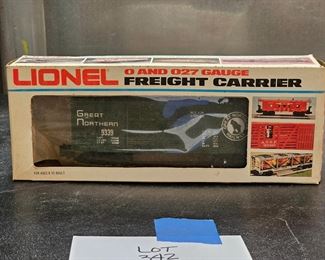 LIONEL
O AND O27 GAUGE
FREIGHT CARRIER
GREAT
NORTHERN
9339
LOT
342